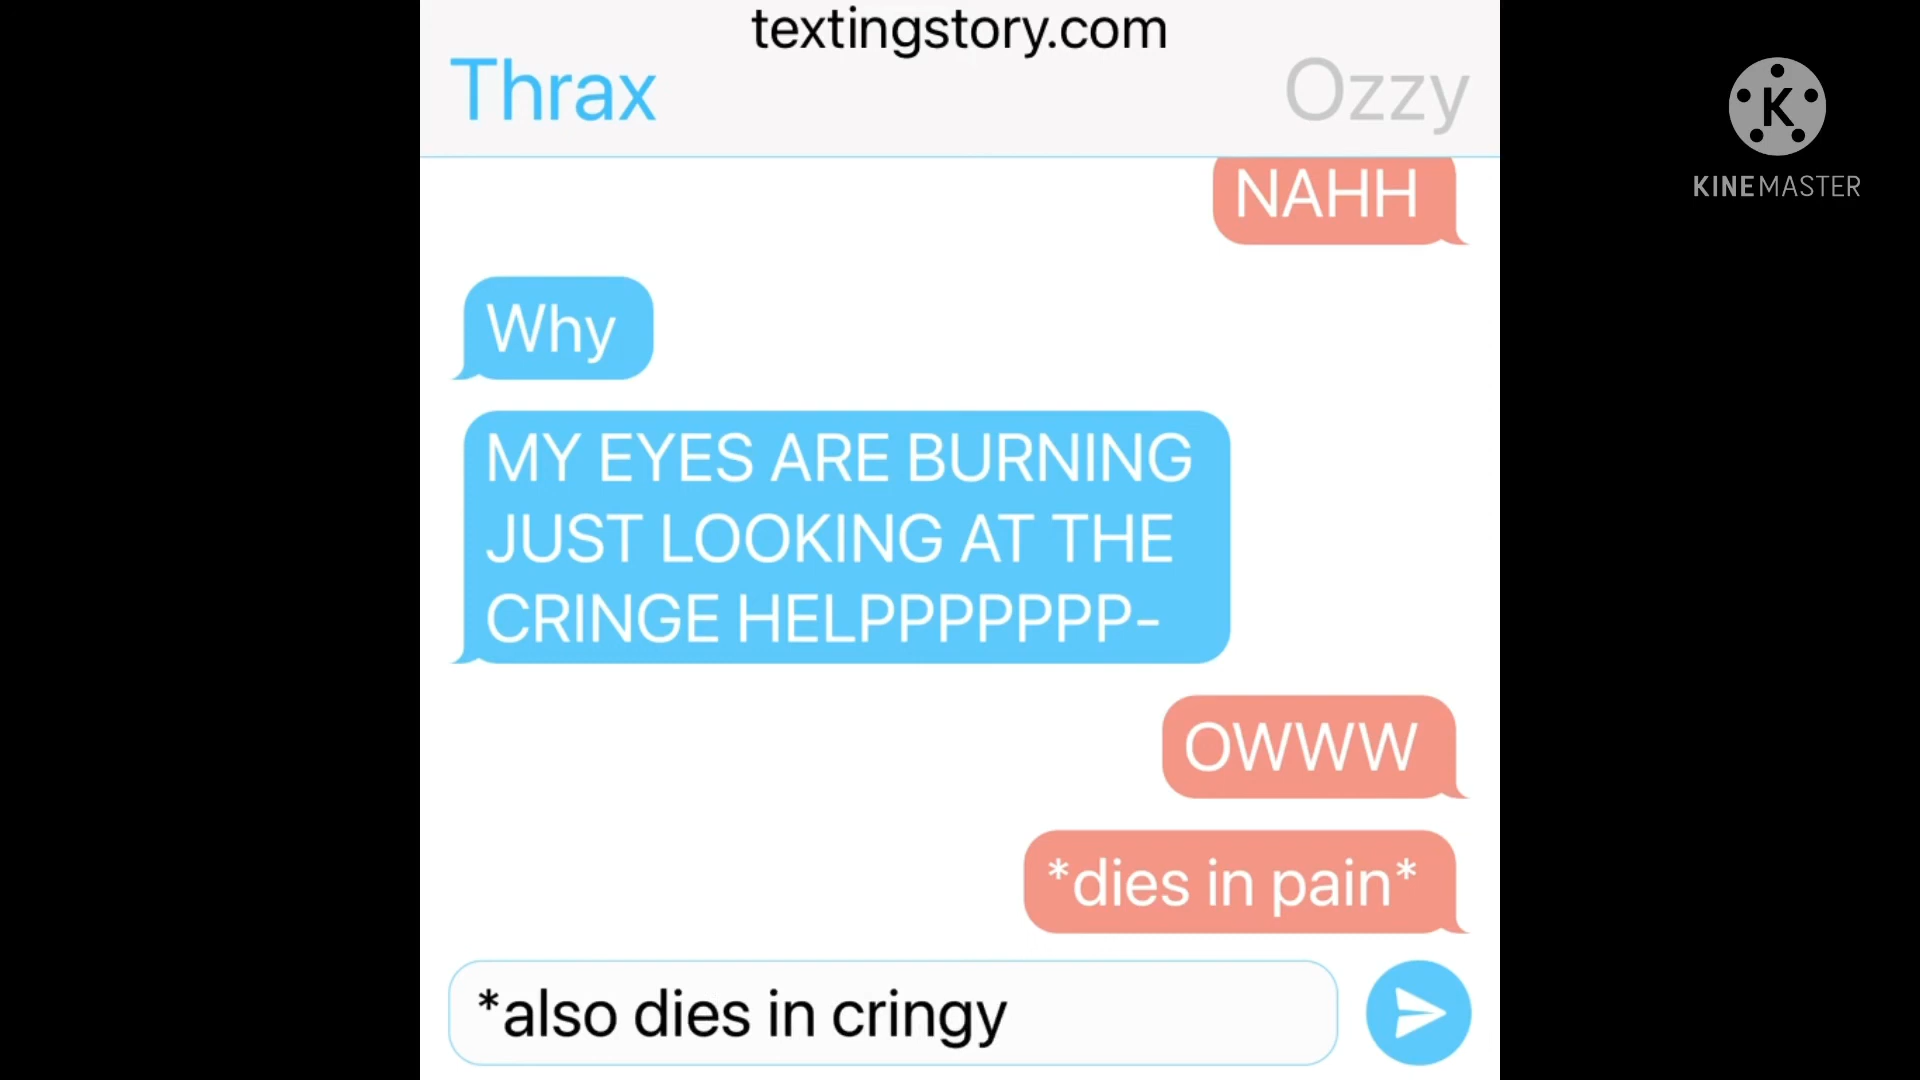 textingstory.com
Thrax
Ozzy
NAHH
Why
MY EYES ARE BURNING
JUST LOOKING AT THE
CRINGE HELPPPPPPP-
OWWW
*dies in pain*
*also dies in cringy
K
KINEMASTER